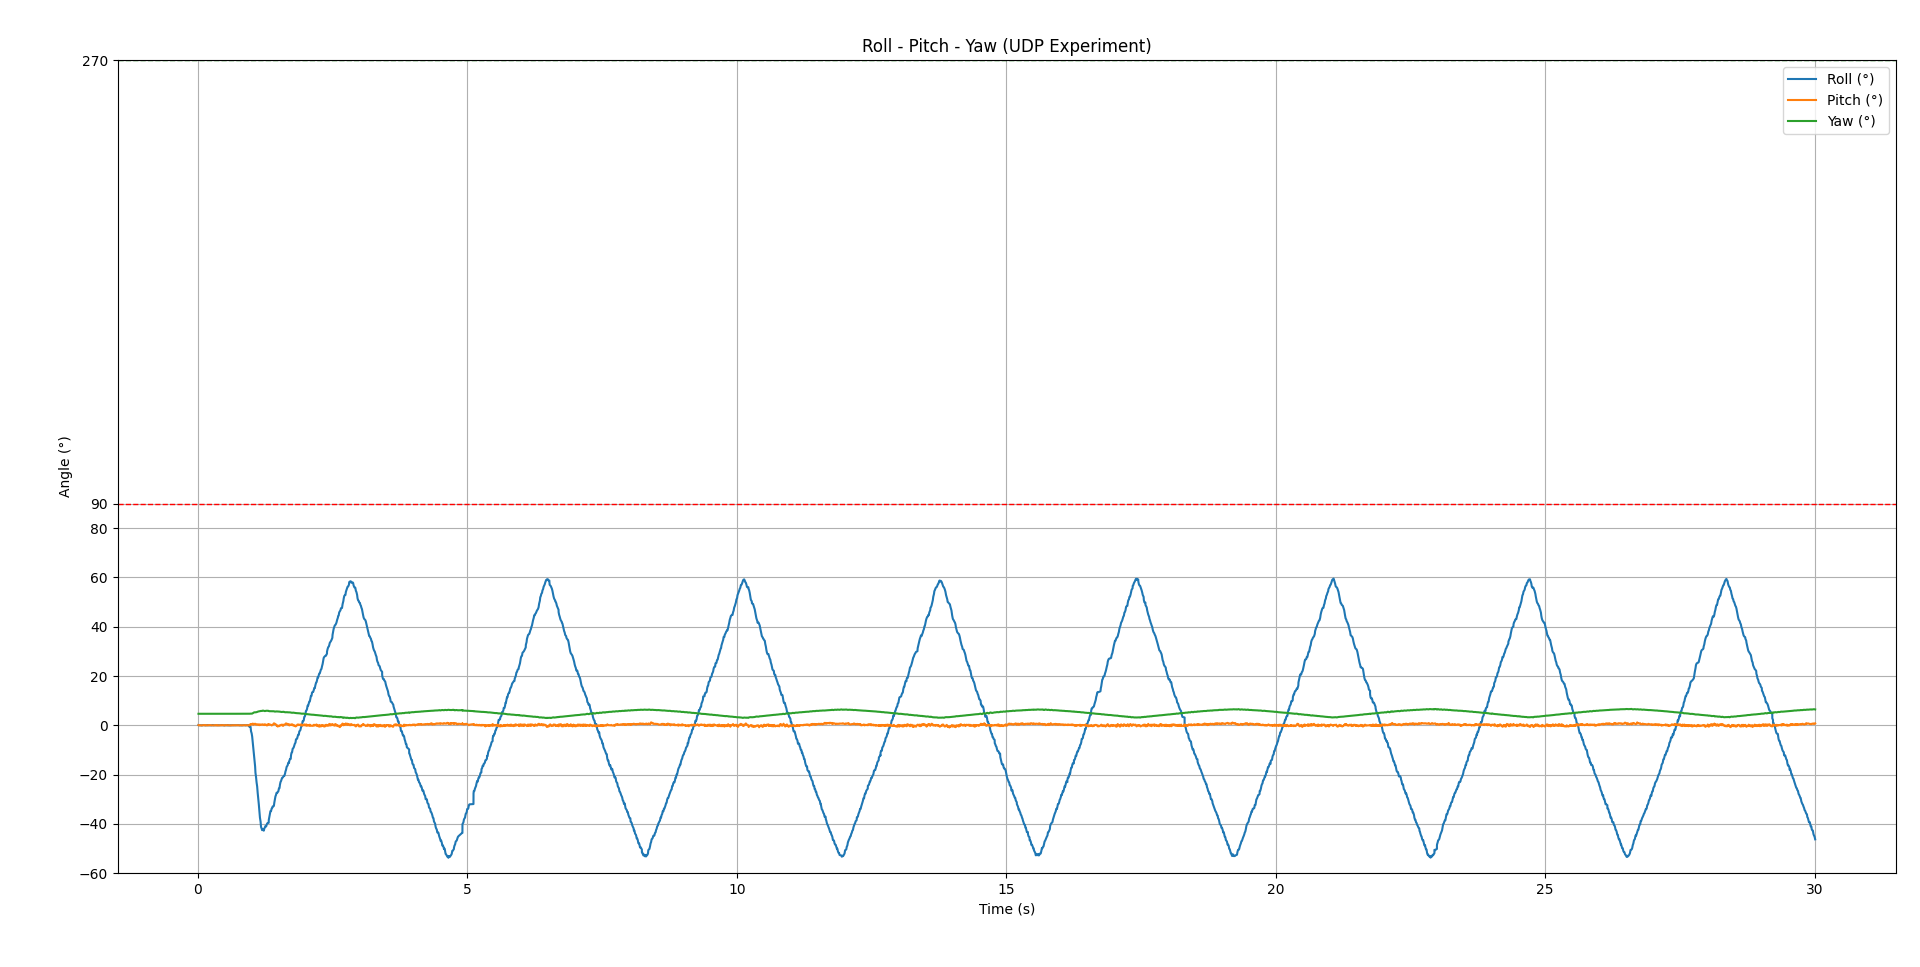 Roll - Pitch - Yaw (UDP Experiment)
270
Roll (°)
Pitch (°)
Yaw (°)
Angle (°)
90
80
60
40
20
0
−20
−40
−60
0 5 10 15 20 25 30
Time (s)